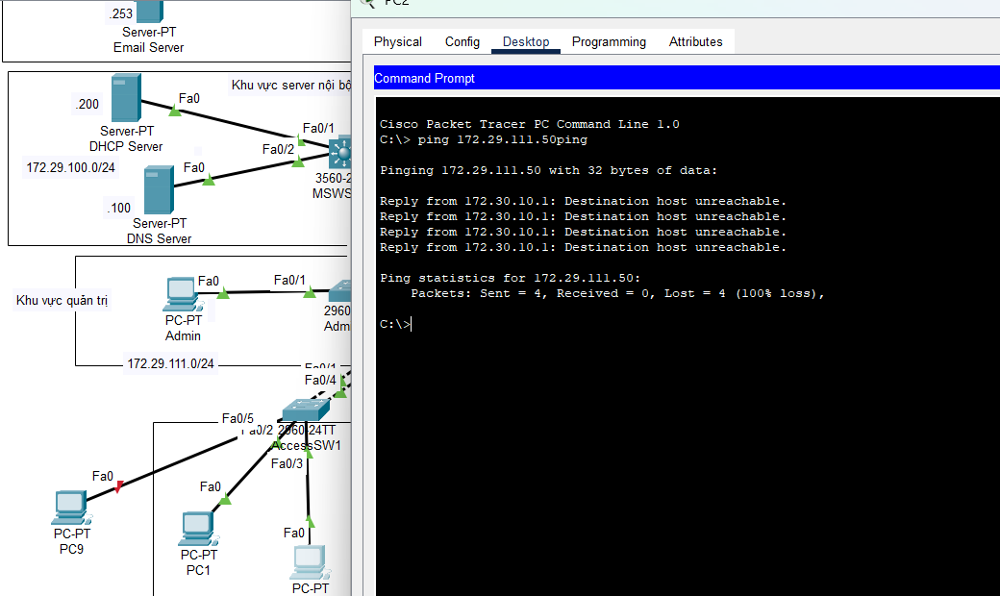 .253
Server-PT
Email Server
Khu vực server nội bộ
.200
Fa0
Server-PT
DHCP Server
Fa0/1
Fa0/2
172.29.100.0/24
Fa0
3560-2
MSWS
.100
Server-PT
DNS Server
Khu vực quản trị
Fa0
Fa0/1
PC-PT
Admin
2960
Adm
172.29.111.0/24
Fa0/1
Fa0/4
Fa0/5
Fa0/2
2960-24TT
AccessSW1
Fa0/3
Fa0
PC-PT
PC9
Fa0
PC-PT
PC1
Fa0
PC-PT
PC2
Physical Config Desktop Programming Attributes
Command Prompt
Cisco Packet Tracer PC Command Line 1.0
C:\> ping 172.29.111.50ping
Pinging 172.29.111.50 with 32 bytes of data:
Reply from 172.30.10.1: Destination host unreachable.
Reply from 172.30.10.1: Destination host unreachable.
Reply from 172.30.10.1: Destination host unreachable.
Reply from 172.30.10.1: Destination host unreachable.
Ping statistics for 172.29.111.50:
Packets: Sent = 4, Received = 0, Lost = 4 (100% loss),
C:\>